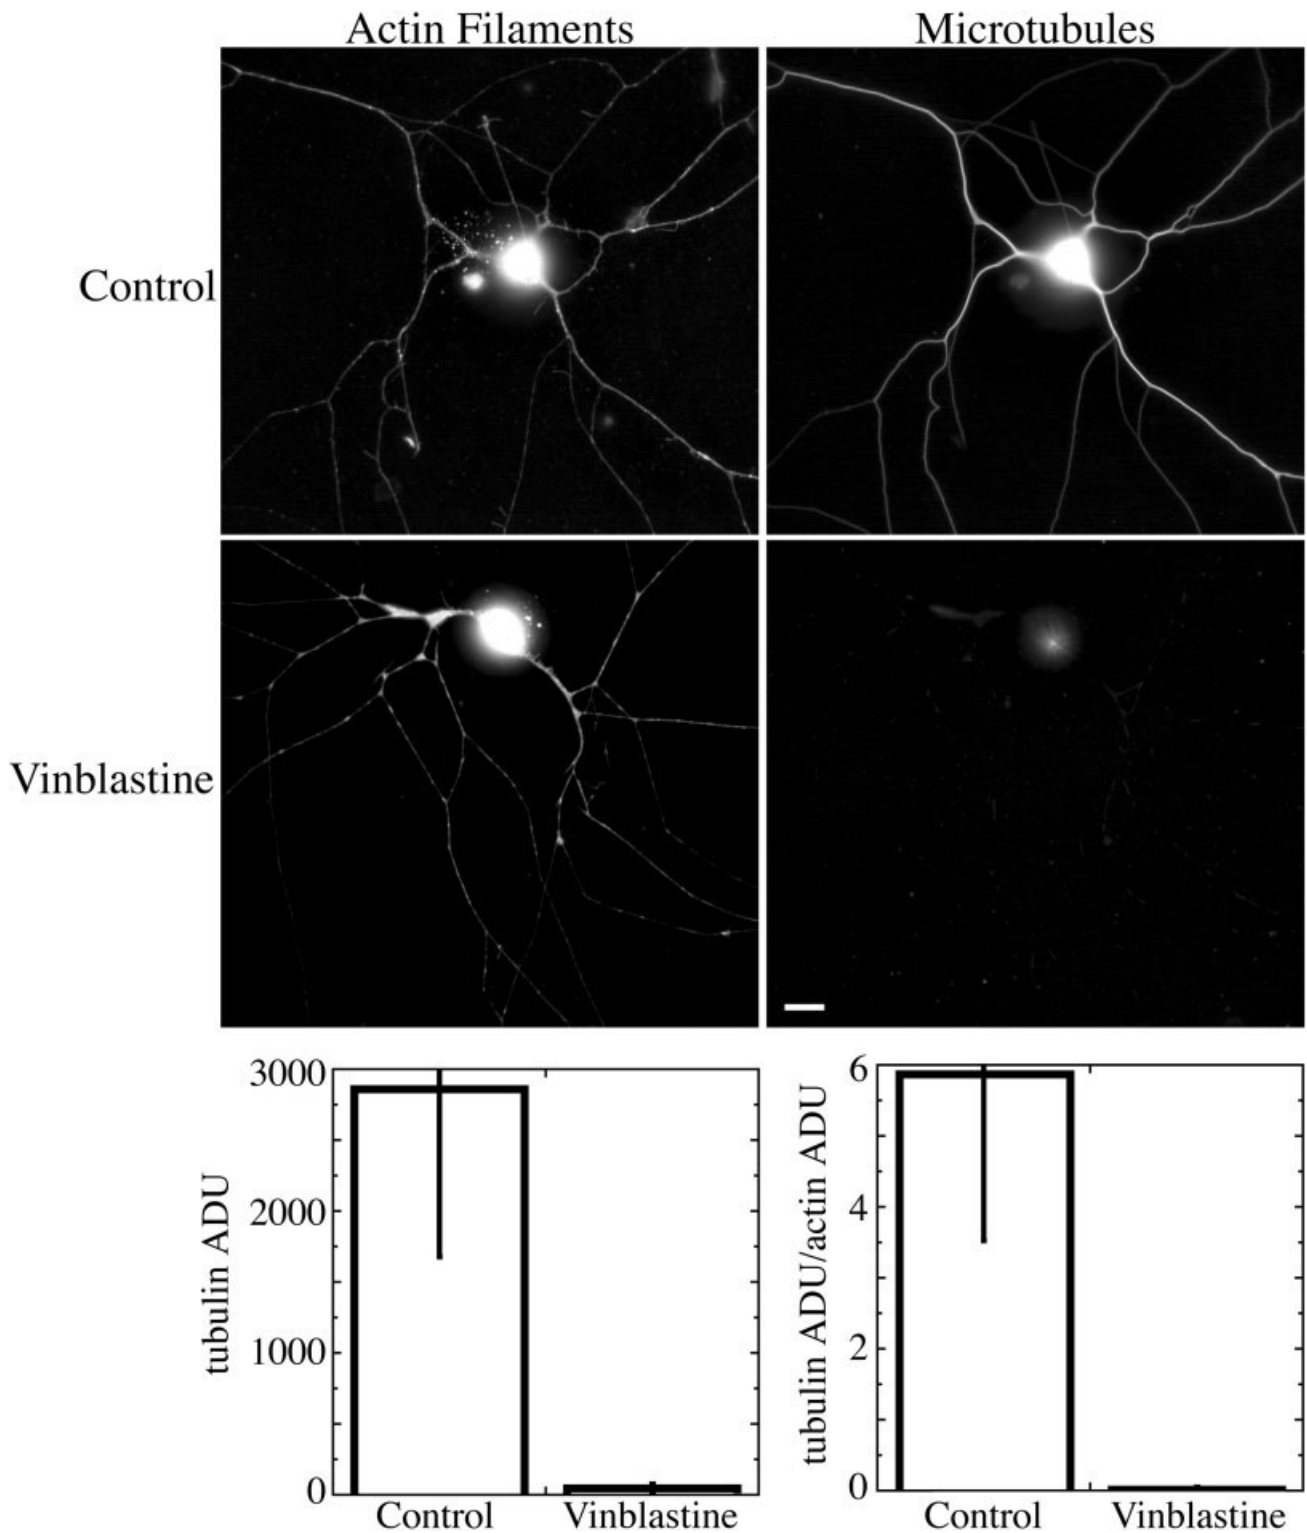 Actin Filaments
Microtubules
Control
Vinblastine
3000
2000
1000
0
tubulin ADU
Control
Vinblastine
6
4
2
0
tubulin ADU/actin ADU
Control
Vinblastine